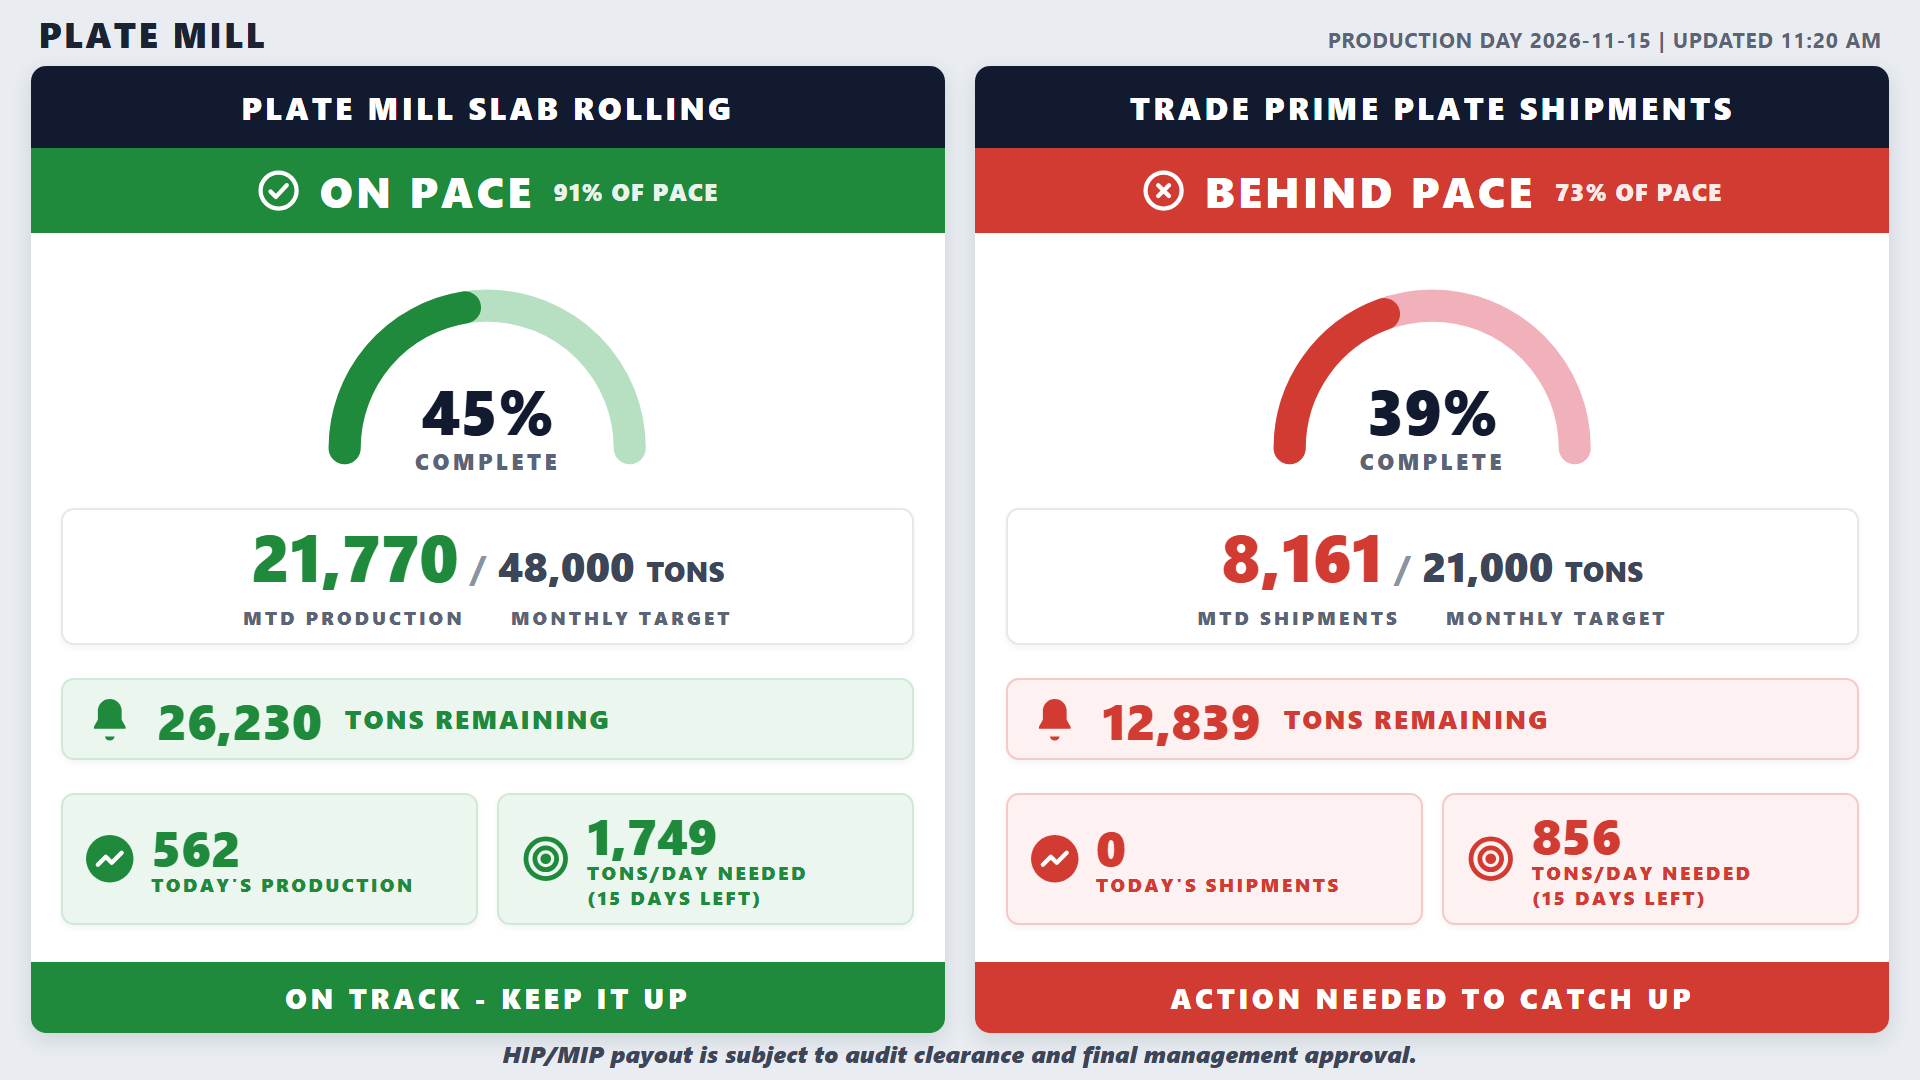 PLATE MILL
PRODUCTION DAY 2026-11-15 | UPDATED 11:20 AM
PLATE MILL SLAB ROLLING
ON PACE 91% OF PACE
45%
COMPLETE
21,770 / 48,000 TONS
MTD PRODUCTION MONTHLY TARGET
26,230 TONS REMAINING
562
TODAY'S PRODUCTION
1,749
TONS/DAY NEEDED
(15 DAYS LEFT)
ON TRACK - KEEP IT UP
TRADE PRIME PLATE SHIPMENTS
BEHIND PACE 73% OF PACE
39%
COMPLETE
8,161 / 21,000 TONS
MTD SHIPMENTS MONTHLY TARGET
12,839 TONS REMAINING
0
TODAY'S SHIPMENTS
856
TONS/DAY NEEDED
(15 DAYS LEFT)
ACTION NEEDED TO CATCH UP
HIP/MIP payout is subject to audit clearance and final management approval.